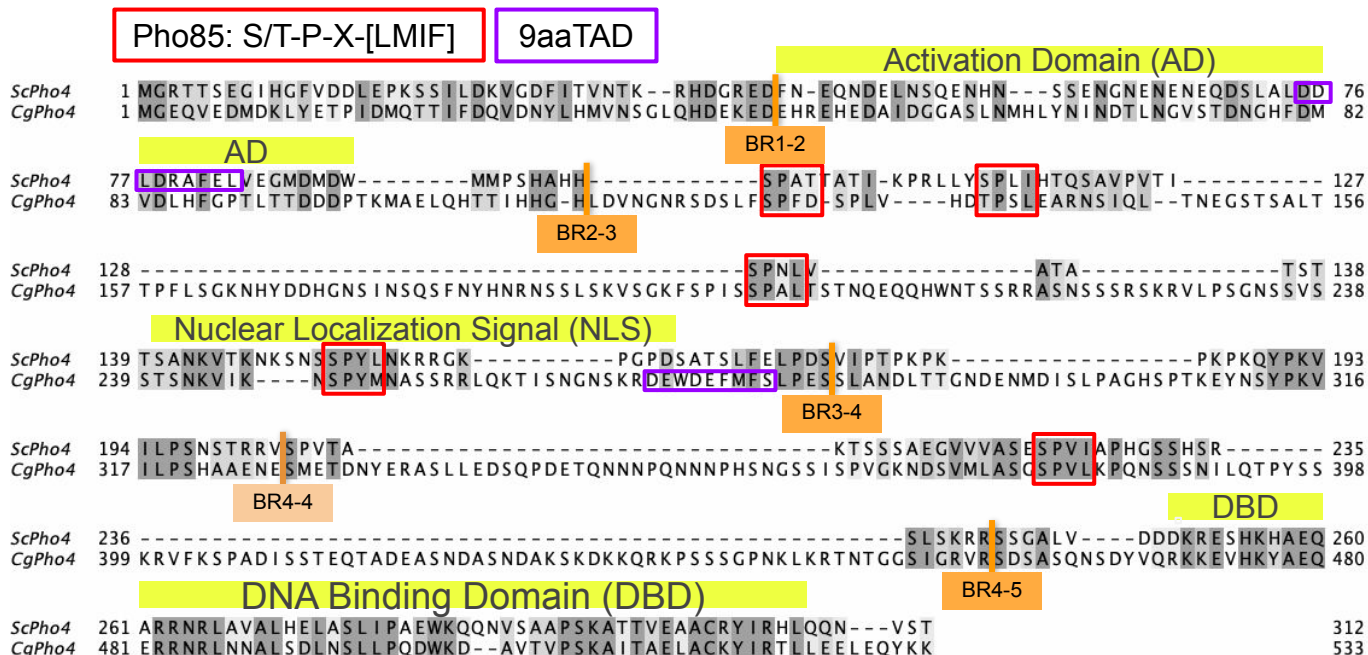 Pho85: S/T-P-X-[LMIF]
9aaTAD
Activation Domain (AD)
ScPho4 1 MGRTTSEGIHGFVDDLEPKSSILDKVGDFITVNTK--RHDGREDFN-EQNDELNSQENHN---SSENGNENENEQDSLALDD 76
CgPho4 1 MGEQVEDMDKLYETPIDMQTTIFDQVDNYLHMVNSGLQHDEKEDEHREHEDAIDGGASLNMHLYNINDTLNGVSTDNGHFDM 82
BR1-2
AD
ScPho4 77 LDRAFELVEGMDMDW--------MMPSHAHH-----------SPATTATI-KPRLLYSPLIHTQSAVPVTI----------- 127
CgPho4 83 VDLHFGPTLTTDDDPTKMAELQHTTIHHG-HLDVNGNRSDSLFSPFD-SPLV----HDTPSLEARNSIQL--TNEGSTSALT 156
BR2-3
ScPho4 128 ------------------------------------------SPNLV---------------ATA--------------TST 138
CgPho4 157 TPFLSGKNHYDDHGNSINSQSFNYHNRNSSLSKVSGKFSPISSPALTSTNQEQQHWNTSSRRASNSSSRSKRVLPSGNSSVS 238
Nuclear Localization Signal (NLS)
ScPho4 139 TSANKVTKNKSNSSPYLNKRRGK----------PGPDSATSLFELPDSVIPTPKPK-----------------PKPKQYPKV 193
CgPho4 239 STSNKVIK----NSPYMNASSRRLQKTISNGNSKRDEWDEFMFSLPESSLANDLTTGNDENMDISLPAGHSPTKEYNSYPKV 316
BR3-4
ScPho4 194 ILPSNSTRRVSPVTA---------------------------------KTSSSAEGVVVASESPVIAPHGSSHSR------- 235
CgPho4 317 ILPSHAAENESMETDNYERASLLEDSQPDETQNNNPQNNNPHSNGSSISPVGKNDSVMLASGSPVLKPQNSSSNILQTPYSS 398
BR4-4
DBD
ScPho4 236 -----------------------------------------------------SLSKRRSSGALV----DDDKRESHKHAEQ 260
CgPho4 399 KRVFKSPADISSTEQTADEASNDASNDAKSKDKKQRKPSSSGPNKLKRTNTGGSIGRVRSDSASQNSDYVQRKKEVHKYAEQ 480
BR4-5
DNA Binding Domain (DBD)
ScPho4 261 ARRNRLAVALHELASLIPAEWKQQNVSAAPSKATTVEAACRYIRHLQQN---VST 312
CgPho4 481 ERRNRLNNALSDLNSLLPQDWKD--AVTVPSKAITAELACKYIRTLLEELEQYKK 533